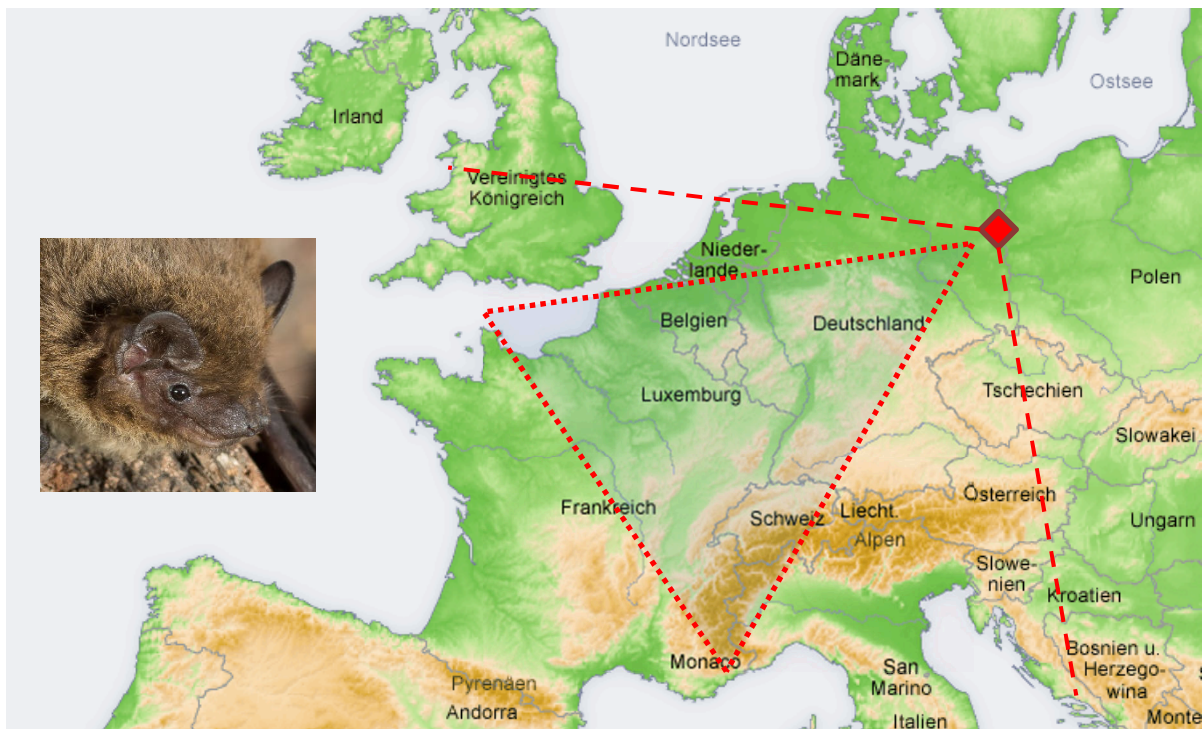 Nordsee
Däne-
mark
Ostsee
Irland
Vereinigtes
Königreich
Nieder-
lande
Polen
Belgien
Deutschland
Luxemburg
Tschechien
Slowakei
Frankreich
Schweiz
Liecht.
Österreich
Alpen
Ungarn
Slowe-
nien
Kroatien
Monaco
Bosnien u.
Herzego-
wina
San
Marino
Pyrenäen
Andorra
Italien
Monte